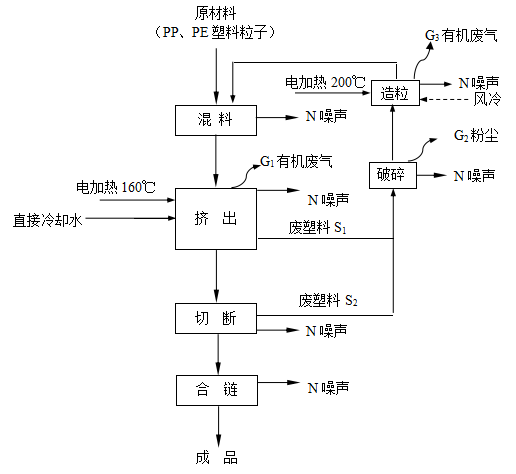 原材料
（PP、PE 塑料粒子）
G3有机废气
电加热 200℃
造粒
N噪声
风冷
混 料
N噪声
G2粉尘
G1有机废气
破碎
N噪声
电加热 160℃
N噪声
直接冷却水
挤 出
废塑料 S1
废塑料 S2
切 断
N噪声
合 链
N噪声
成 品